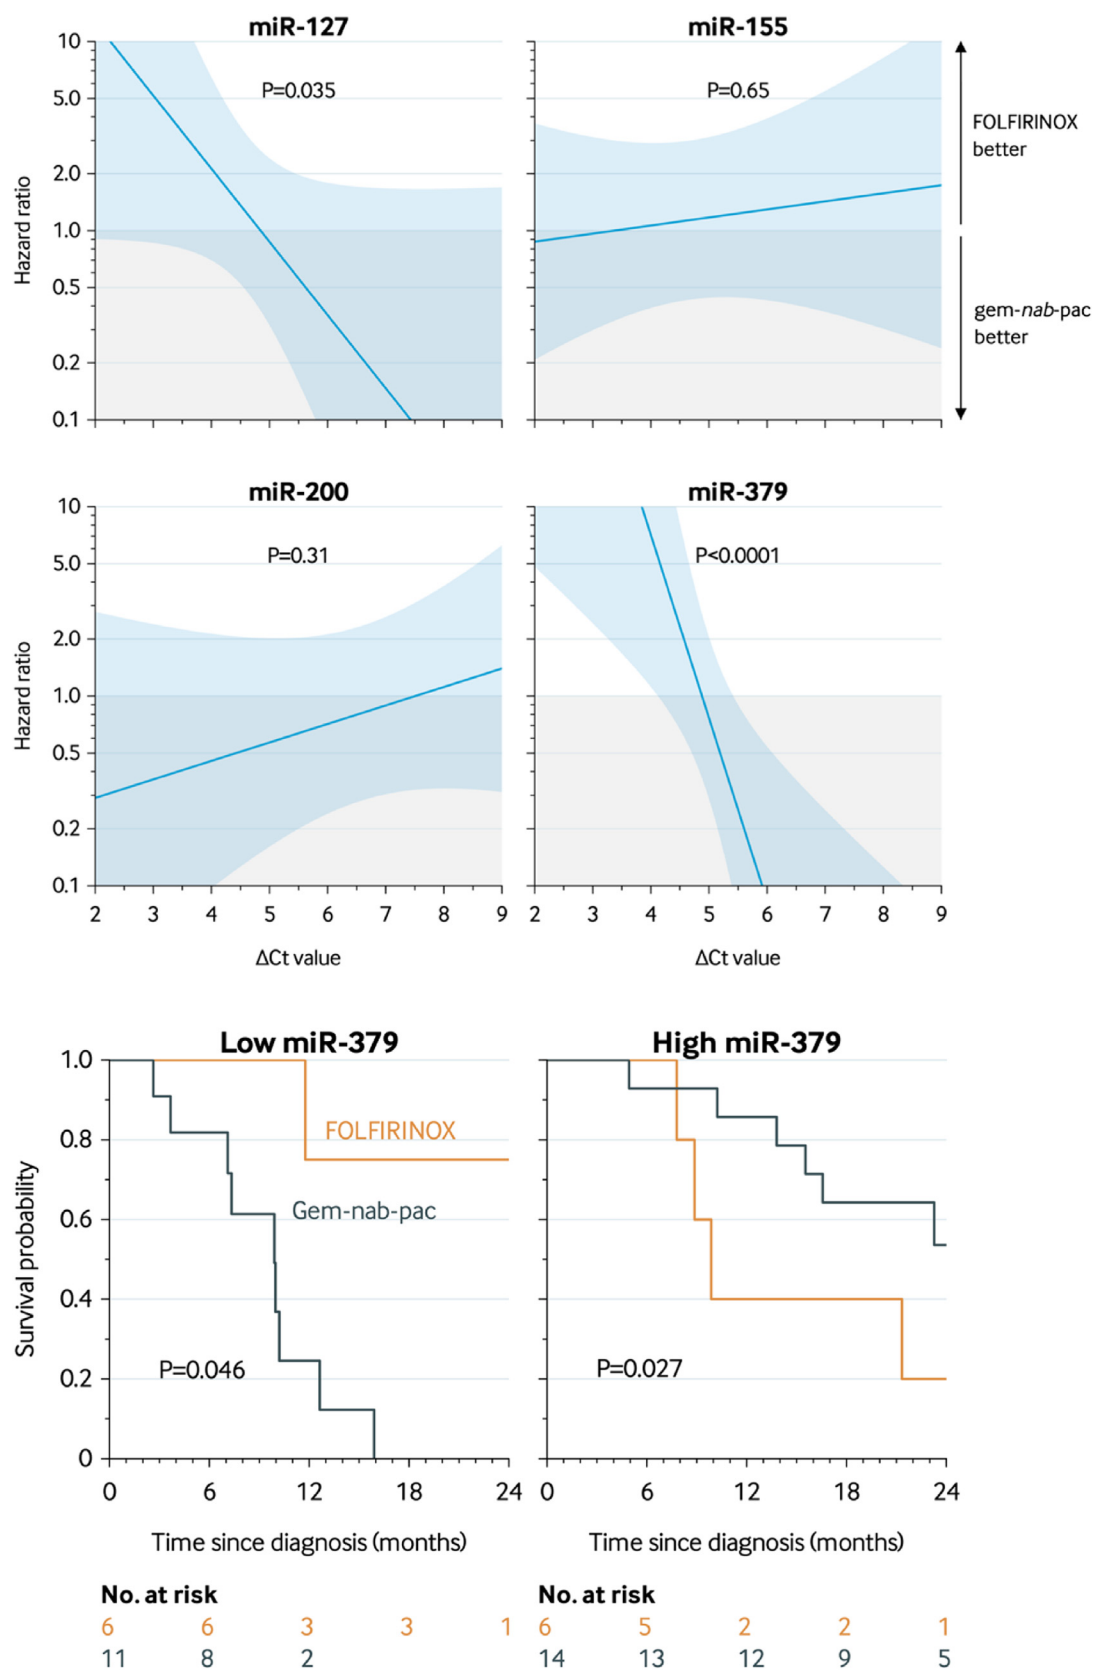 miR-127
miR-155
10
5.0
2.0
1.0
0.5
0.2
0.1
Hazard ratio
P=0.035
P=0.65
FOLFIRINOX
better
gem-nab-pac
better
miR-200
miR-379
10
5.0
2.0
1.0
0.5
0.2
0.1
Hazard ratio
P=0.31
P<0.0001
2 3 4 5 6 7 8 9
2 3 4 5 6 7 8 9
ΔCt value
ΔCt value
Low miR-379
High miR-379
1.0
0.8
0.6
0.4
0.2
0
Survival probability
FOLFIRINOX
Gem-nab-pac
P=0.046
P=0.027
0 6 12 18 24
0 6 12 18 24
Time since diagnosis (months)
Time since diagnosis (months)
No. at risk
6 6 3 3 1
11 8 2
No. at risk
6 5 2 2 1
14 13 12 9 5